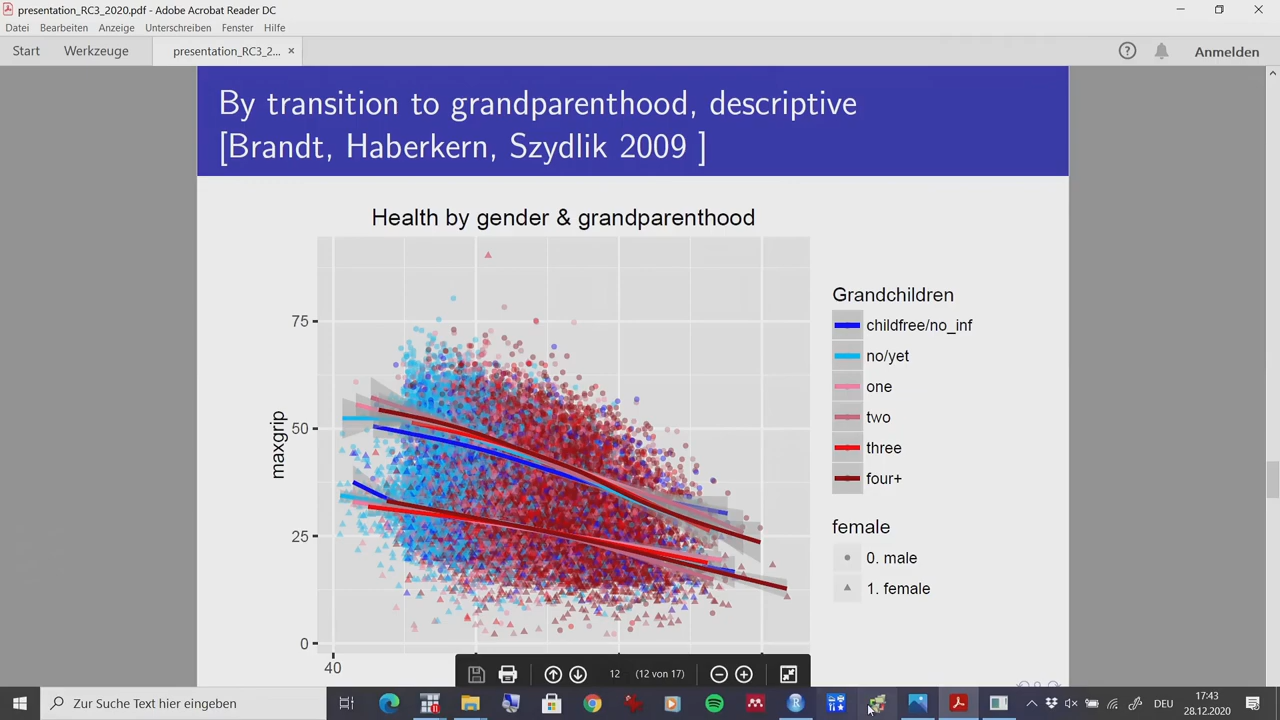 presentation_RC3_2020.pdf - Adobe Acrobat Reader DC
Datei Bearbeiten Anzeige Unterschreiben Fenster Hilfe
Start Werkzeuge presentation_RC3_2... × Anmelden
By transition to grandparenthood, descriptive
[Brandt, Haberkern, Szydlik 2009 ]
Health by gender & grandparenthood
maxgrip
75
50
25
0
40
Grandchildren
childfree/no_inf
no/yet
one
two
three
four+
female
0. male
1. female
12 (12 von 17)
Zur Suche Text hier eingeben
DEU
17:43
28.12.2020